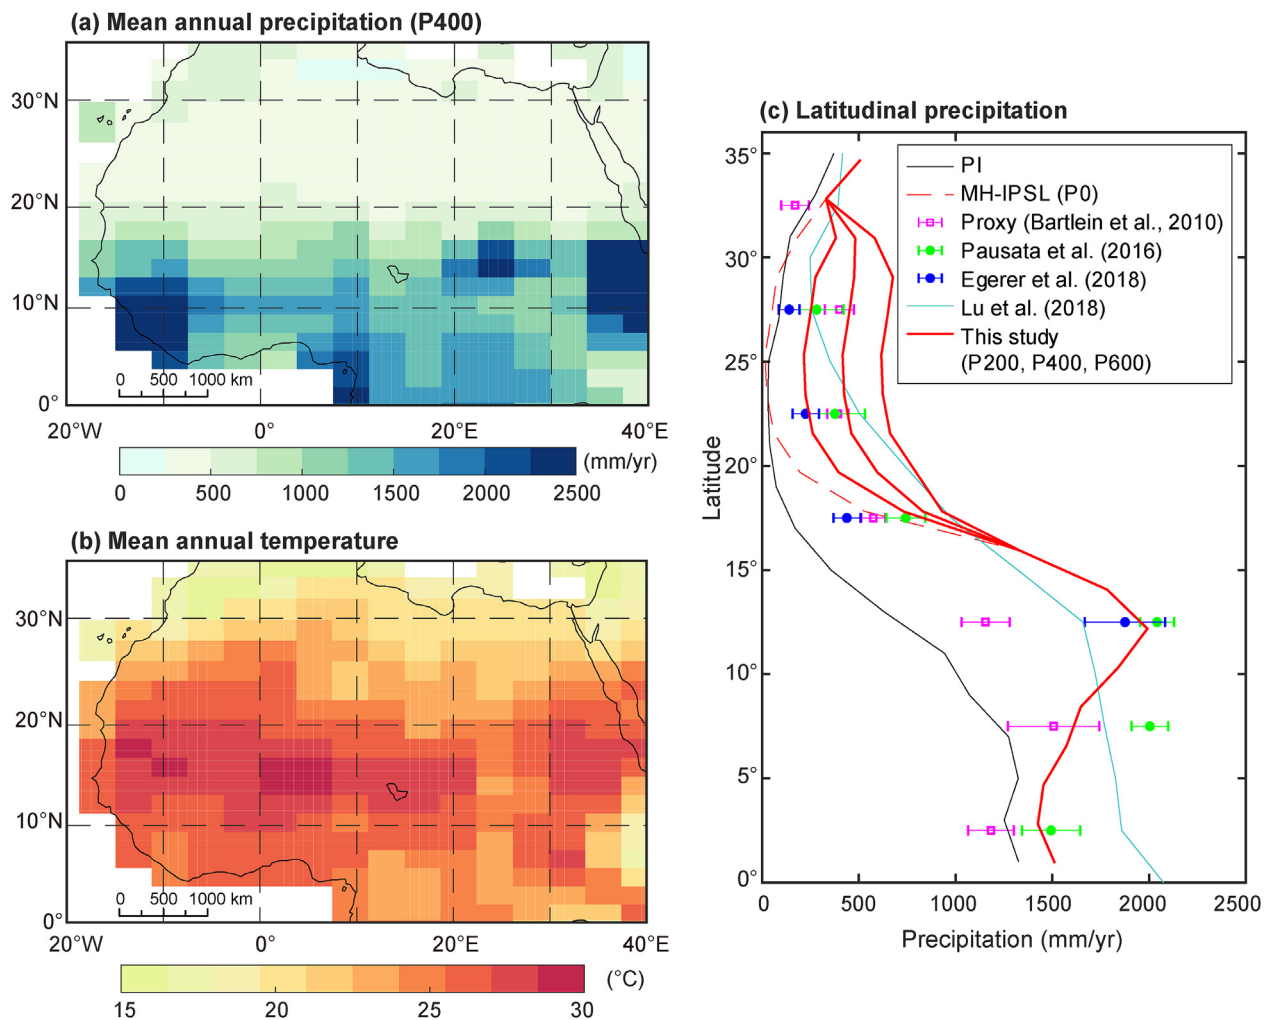 (a) Mean annual precipitation (P400)
30°N
20°N
10°N
0 500 1000 km
0°
20°W 0° 20°E 40°E
(mm/yr)
0 500 1000 1500 2000 2500
(b) Mean annual temperature
30°N
20°N
10°N
0 500 1000 km
0°
20°W 0° 20°E 40°E
(°C)
15 20 25 30
(c) Latitudinal precipitation
35°
30°
25°
20°
15°
10°
5°
0°
Latitude
PI
MH-IPSL (P0)
Proxy (Bartlein et al., 2010)
Pausata et al. (2016)
Egerer et al. (2018)
Lu et al. (2018)
This study
(P200, P400, P600)
0 500 1000 1500 2000 2500
Precipitation (mm/yr)